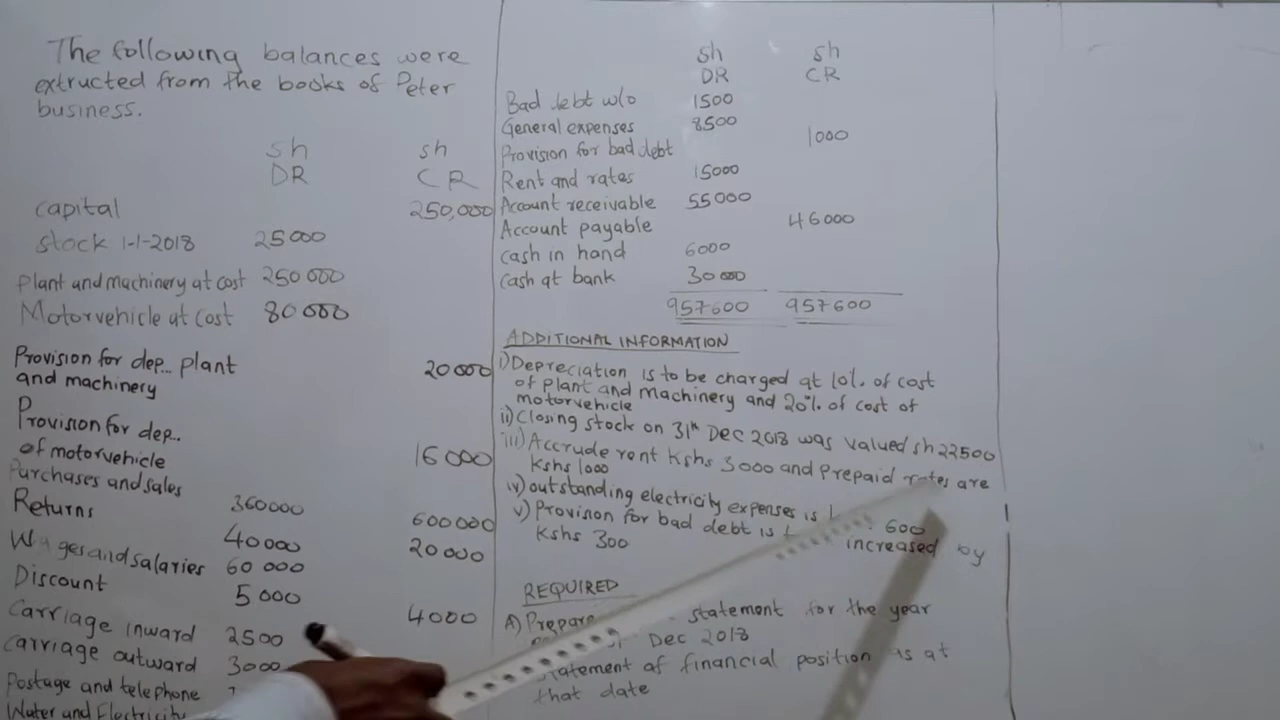 The following balances were
extructed from the books of Peter
business.
sh sh
DR CR
capital 250,000
stock 1-1-2018 25000
plant and machinery at cost 250000
Motorvehicle at cost 80000
Provision for dep... plant 20000
and machinery
Provision for dep..
of motorvehicle 16000
Purchases and sales 360000 600000
Returns 40000 20000
Wages and salaries 60 000
Discount 5000 4000
Carriage inward 2500
Carriage outward 3000
Postage and telephone
Water and Electricity
sh sh
DR CR
Bad debt w/o 1500
General expenses 8500
Provision for bad debt 1000
Rent and rates 15000
Account receivable 55000
Account payable 46000
cash in hand 6000
cash at bank 30000
957600 957600
ADDITIONAL INFORMATION
i) Depreciation is to be charged at 10% of cost
of plant and Machinery and 20% of cost of
motorvehicle
ii) Closing stock on 31st Dec 2018 was valued sh 22500
iii) Accrude rent Kshs 3000 and prepaid rates are
Kshs 1000
iv) outstanding electricity expenses is 600
v) Provison for bad debt is increased by
Kshs 300
REQUIRED
A) Prepare statement for the year
Dec 2018
statement of financial position as at
that date